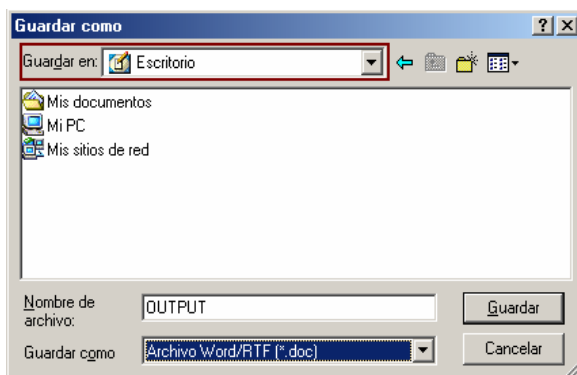 Guardar como
Guardar en: Escritorio
Mis documentos
Mi PC
Mis sitios de red
Nombre de
archivo:
OUTPUT
Guardar
Guardar como
Archivo Word/RTF (*.doc)
Cancelar